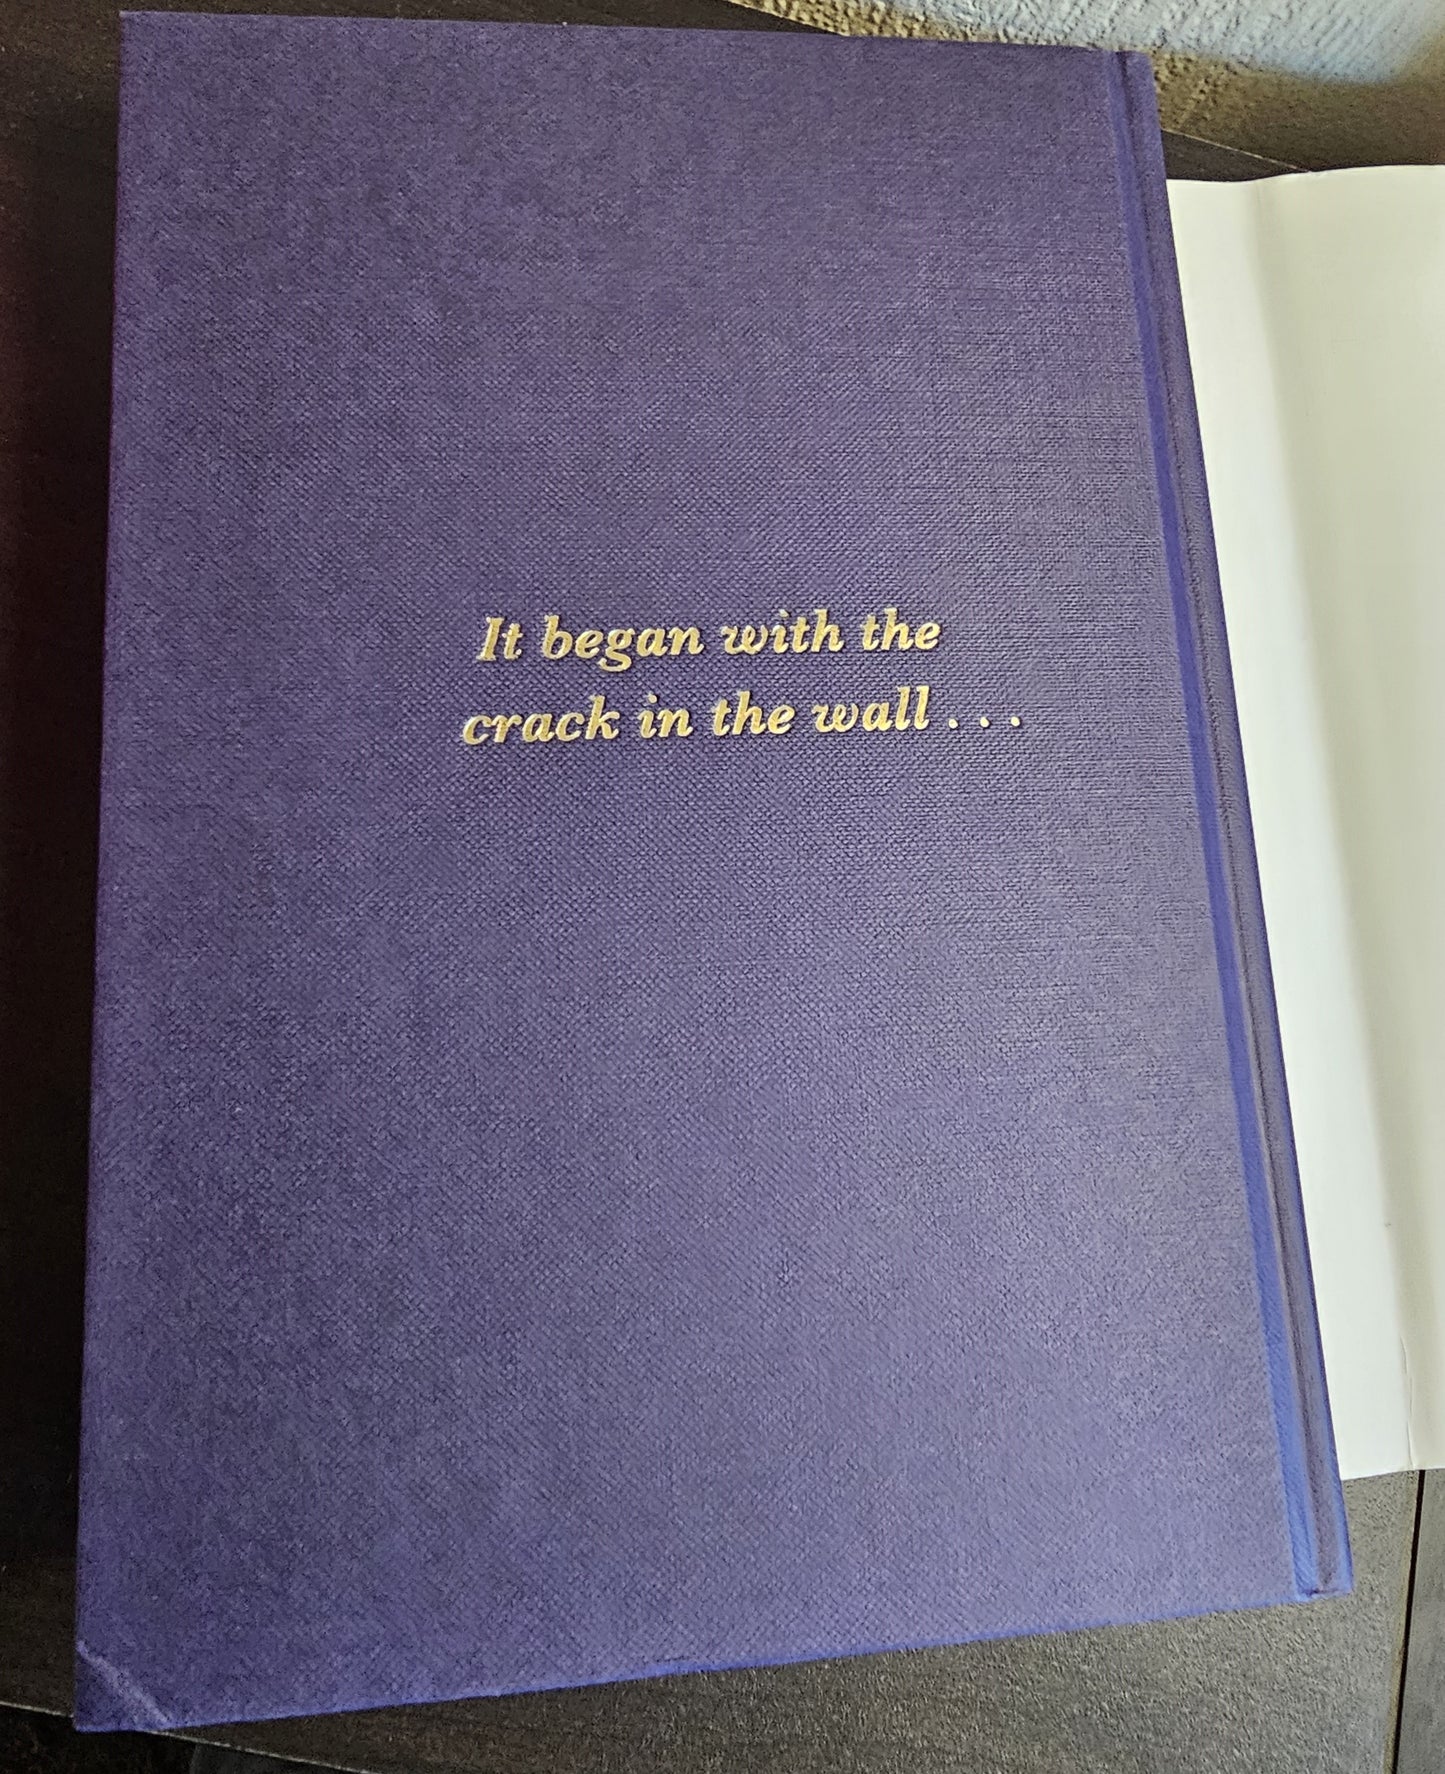 It began with the
crack in the wall . . .